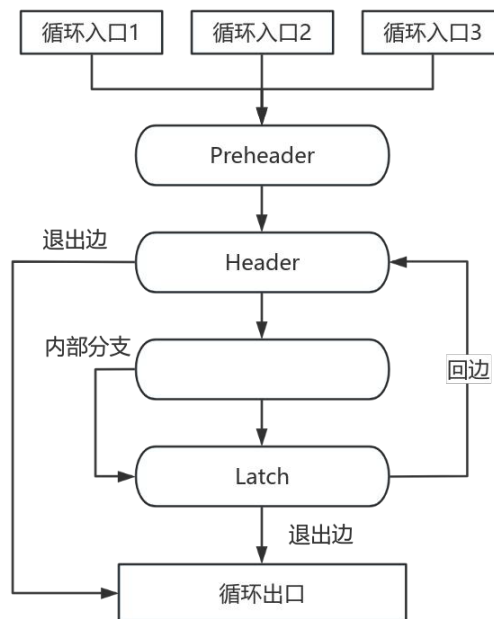 循环入口1
循环入口2
循环入口3
Preheader
退出边
Header
内部分支
回边
Latch
退出边
循环出口